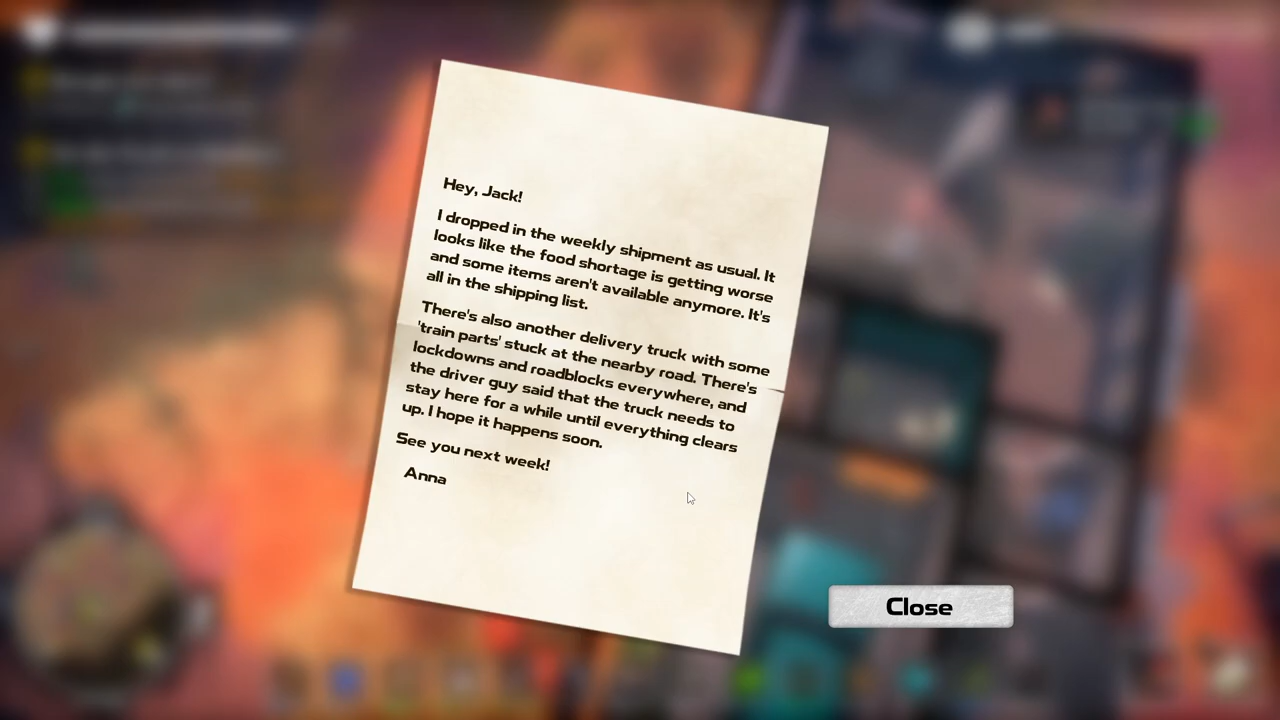 Hey, Jack!
I dropped in the weekly shipment as usual. It
looks like the food shortage is getting worse
and some items aren't available anymore. It's
all in the shipping list.
There's also another delivery truck with some
'train parts' stuck at the nearby road. There's
lockdowns and roadblocks everywhere, and
the driver guy said that the truck needs to
stay here for a while until everything clears
up. I hope it happens soon.
See you next week!
Anna
Close